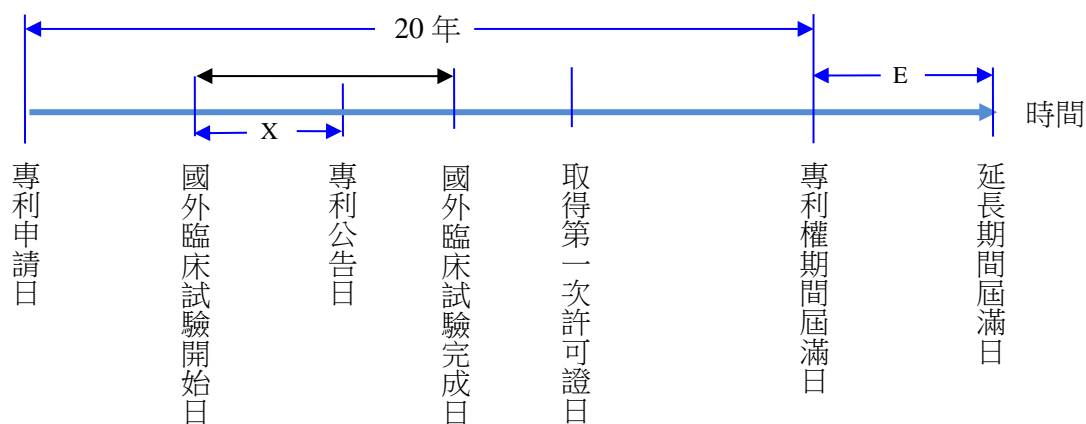 20 年
E
X
時間
專利申請日
國外臨床試驗開始日
專利公告日
國外臨床試驗完成日
取得第一次許可證日
專利權期間屆滿日
延長期間屆滿日